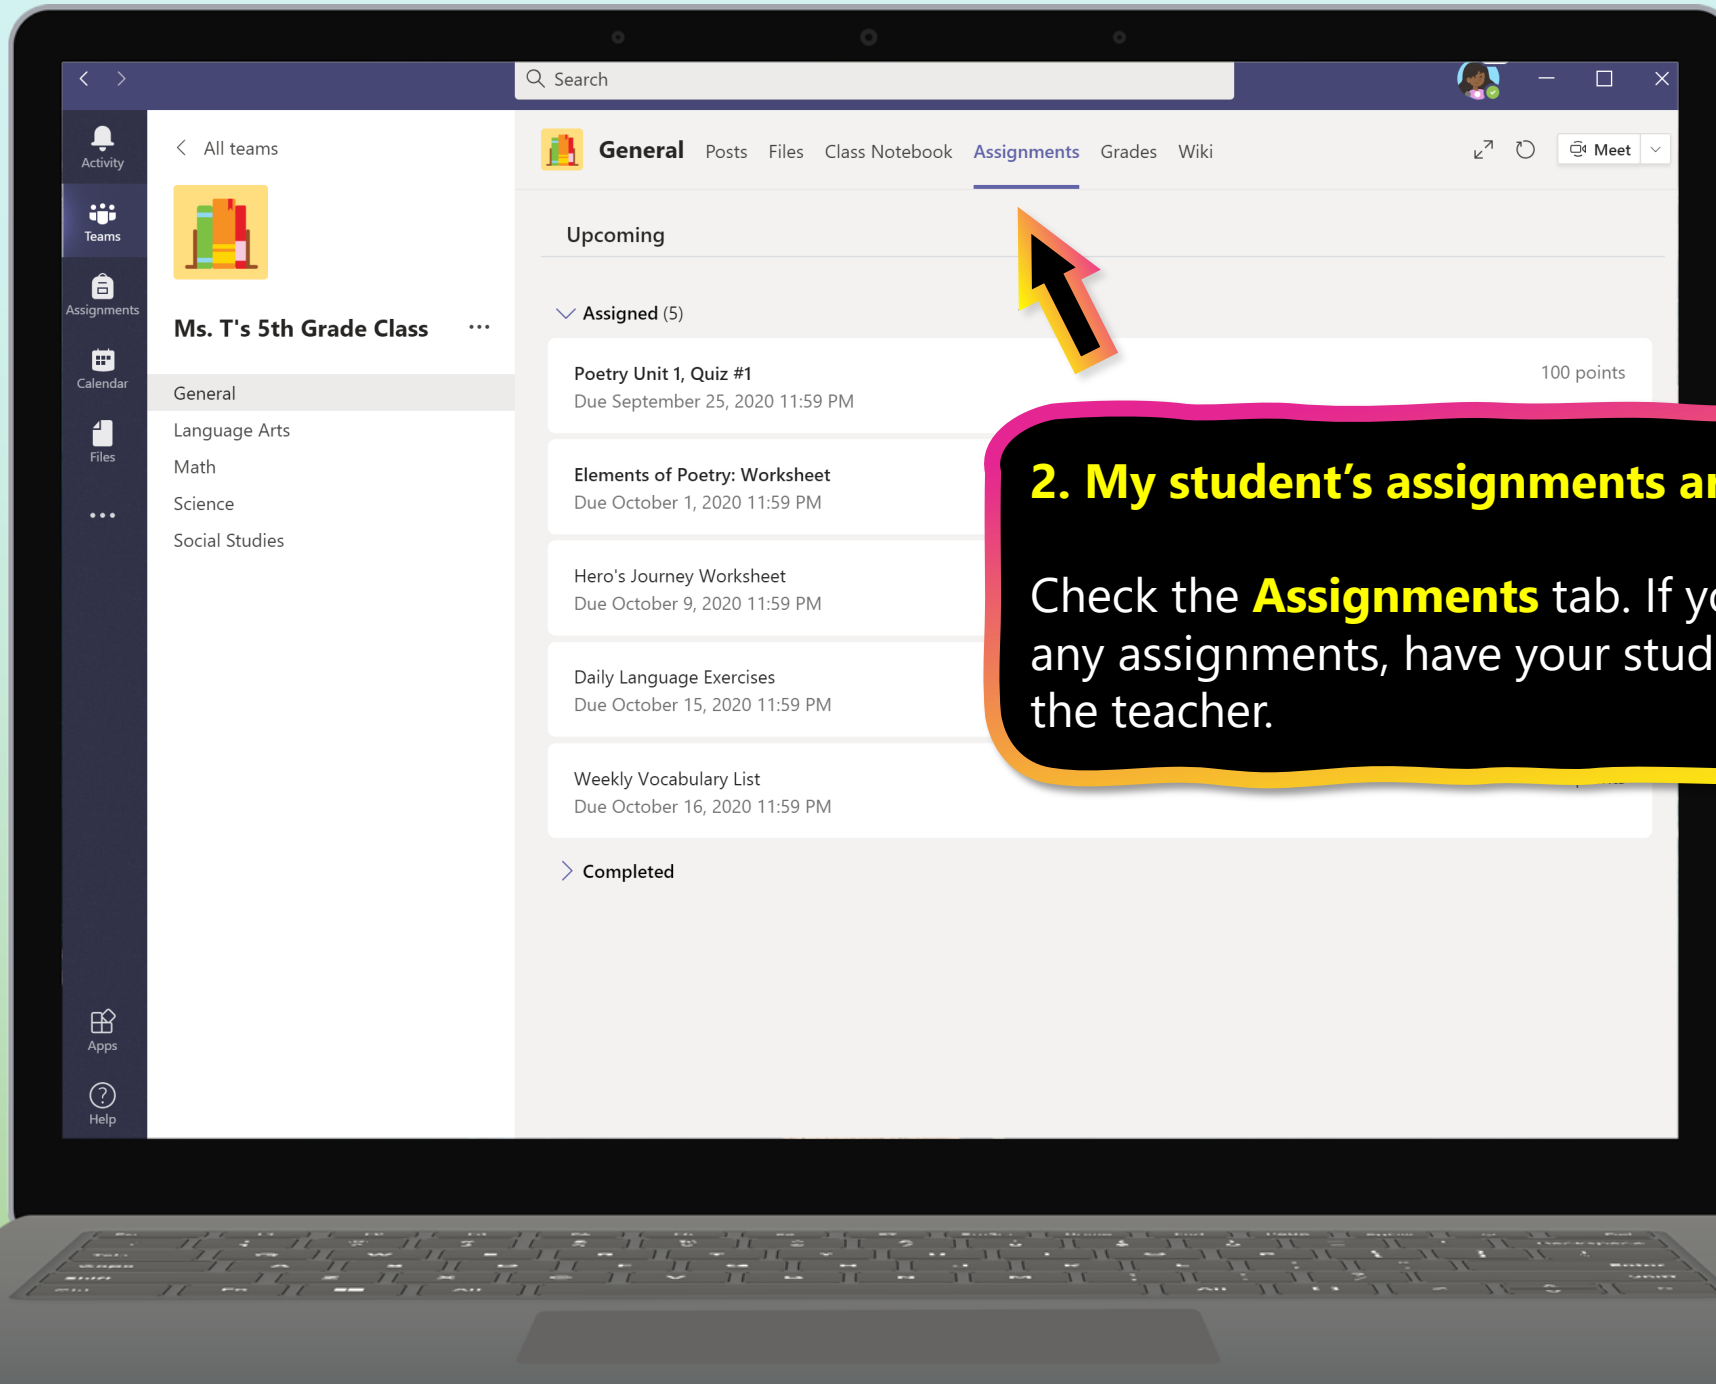 Search
Activity
Teams
Assignments
Calendar
Files
Apps
Help
All teams
Ms. T's 5th Grade Class
General
Language Arts
Math
Science
Social Studies
General Posts Files Class Notebook Assignments Grades Wiki
Meet
Upcoming
Assigned (5)
Poetry Unit 1, Quiz #1
100 points
Due September 25, 2020 11:59 PM
Elements of Poetry: Worksheet
Due October 1, 2020 11:59 PM
Hero's Journey Worksheet
Due October 9, 2020 11:59 PM
Daily Language Exercises
Due October 15, 2020 11:59 PM
Weekly Vocabulary List
Due October 16, 2020 11:59 PM
Completed
2. My student’s assignments
Check the Assignments tab. If
any assignments, have your
the teacher.